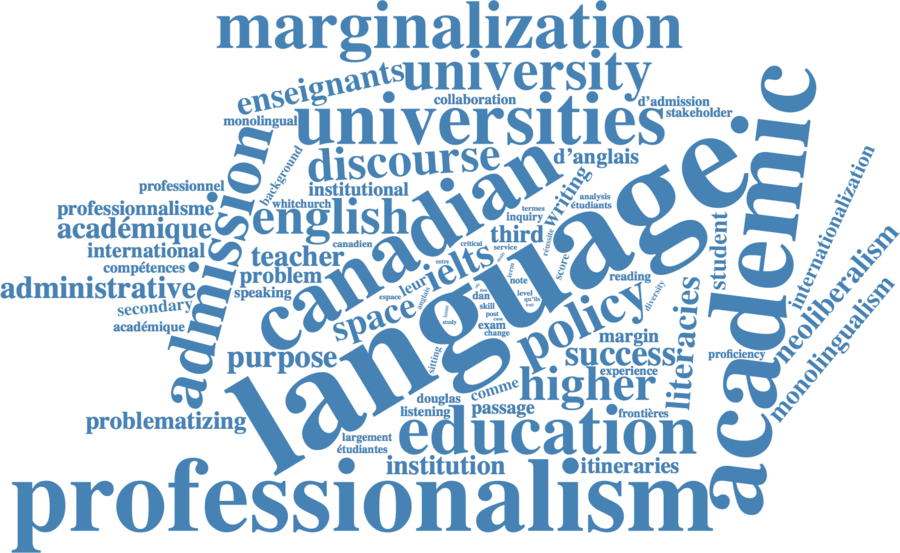 marginalization
university
enseignants
collaboration
d'admission
stakeholder
monolingual
universities
academic
admission
background
discourse
canadian
d'anglais
language
professionnel
institutional
writing
analysis
étudiants
internationalization
professionnalisme
whitchurch
termes
inquiry
académique
english
third
réussite
student
canadien
critical
service
international
teacher
ielts
score
neoliberalism
compétences
problem
entre
term
note
reading
administrative
speaking
leur
dan
level
qu'ils
diversity
monolingualism
espace
anglais
skill
secondary
space
post
case
policy
literacies
académique
study
exam
change
margin
purpose
sitting
success
proficiency
experience
comme
higher
problematizing
douglas
listening
passage
frontières
education
largement
étudiantes
institution
itineraries
professionalism